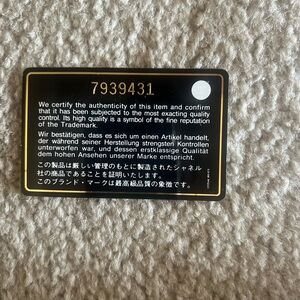 7939431
We certify the authenticity of this item and confirm
that it has been subjected to the most exacting quality
control. Its high quality is a symbol of the fine reputation
of the Trademark.
Wir bestätigen, dass es sich um einen Artikel handelt,
der während seiner Herstellung strengsten Kontrollen
unterworfen war, und dessen erstklassige Qualität
dem hohen Ansehen unserer Marke entspricht.
この製品は厳しい管理のもとに製造されたシャネル
社の商品であることを証明いたします。
このブランド・マークは最高級品質の象徴です。